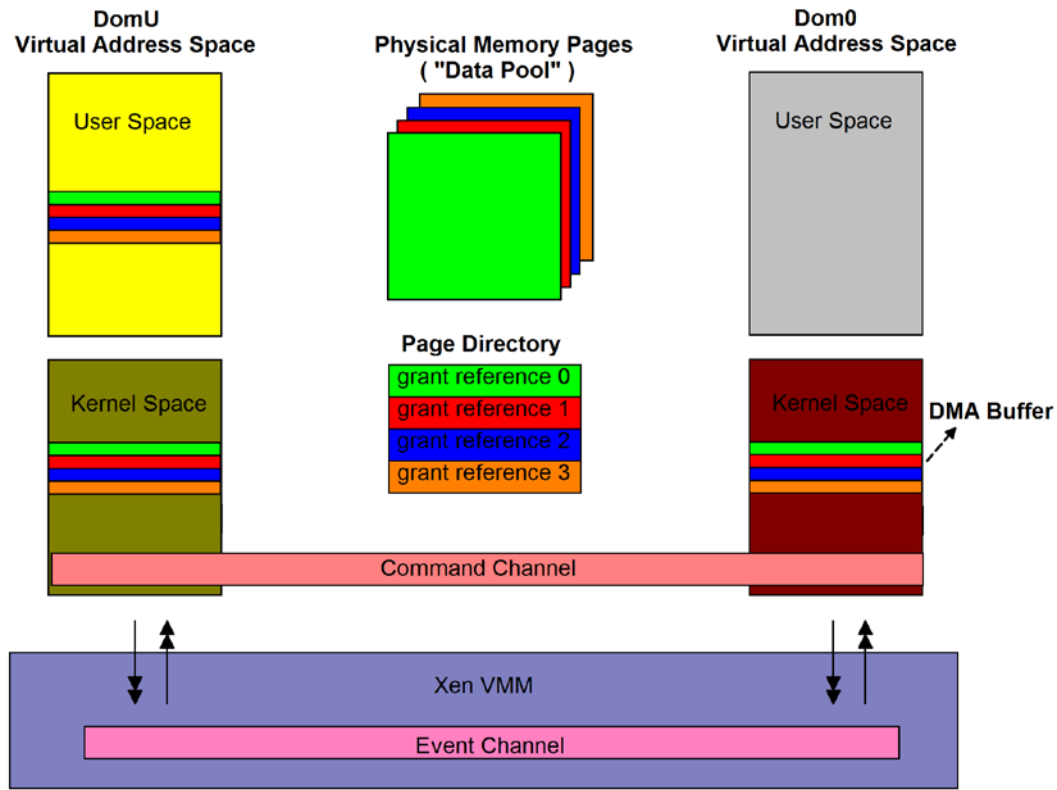 DomU
Virtual Address Space
Physical Memory Pages
( "Data Pool" )
Dom0
Virtual Address Space
User Space
User Space
Page Directory
grant reference 0
grant reference 1
grant reference 2
grant reference 3
Kernel Space
Kernel Space
DMA Buffer
Command Channel
Xen VMM
Event Channel